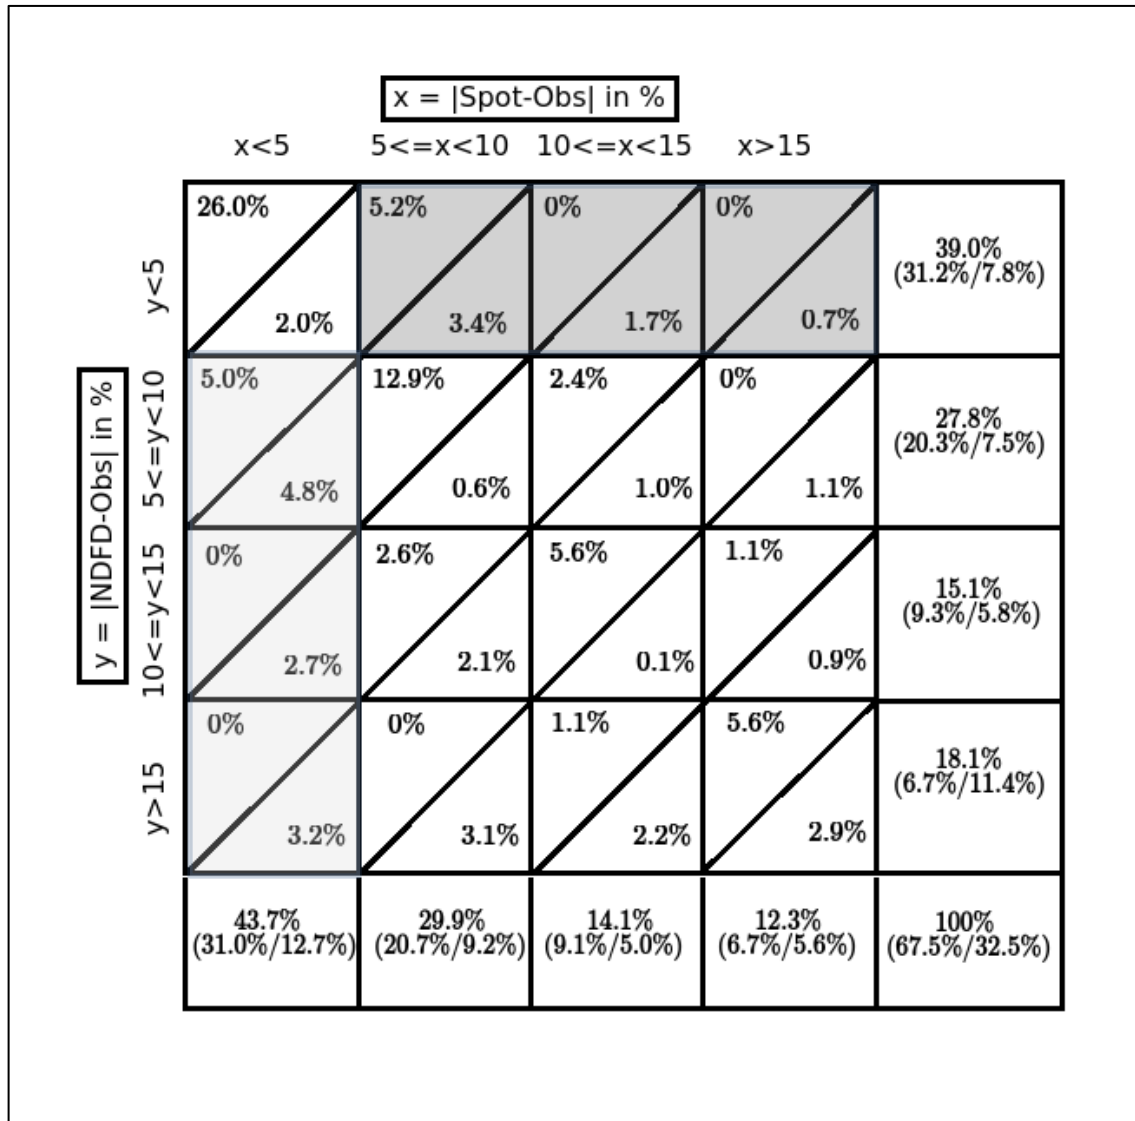 x = |Spot-Obs| in %
x<5 5<=x<10 10<=x<15 x>15
y = |NDFD-Obs| in %
y<5
26.0% 5.2% 0% 0%
39.0%
(31.2%/7.8%)
2.0% 3.4% 1.7% 0.7%
5<=y<10
5.0% 12.9% 2.4% 0%
27.8%
(20.3%/7.5%)
4.8% 0.6% 1.0% 1.1%
10<=y<15
0% 2.6% 5.6% 1.1%
15.1%
(9.3%/5.8%)
2.7% 2.1% 0.1% 0.9%
y>15
0% 0% 1.1% 5.6%
18.1%
(6.7%/11.4%)
3.2% 3.1% 2.2% 2.9%
43.7% 29.9% 14.1% 12.3% 100%
(31.0%/12.7%) (20.7%/9.2%) (9.1%/5.0%) (6.7%/5.6%) (67.5%/32.5%)